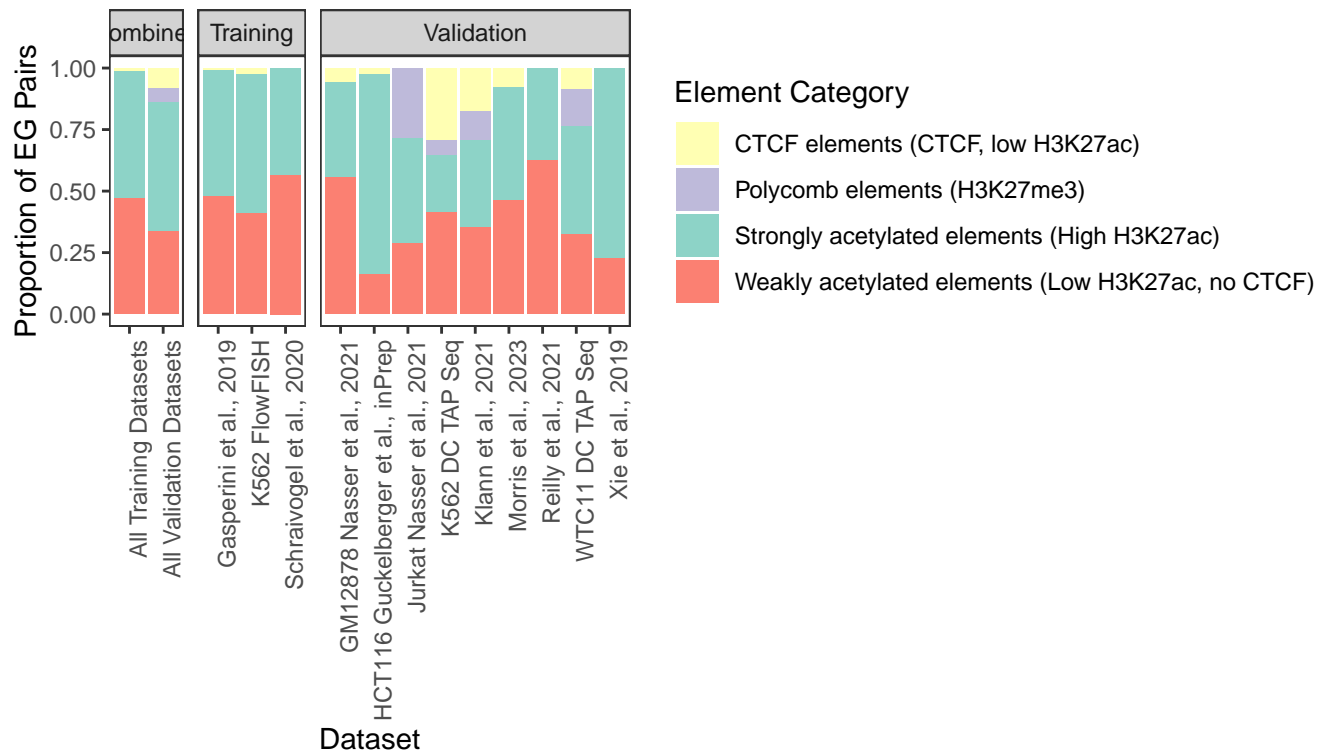 ombine
Training
Validation
Proportion of EG Pairs
1.00
0.75
0.50
0.25
0.00
All Training Datasets
All Validation Datasets
Gasperini et al., 2019
K562 FlowFISH
Schraivogel et al., 2020
GM12878 Nasser et al., 2021
HCT116 Guckelberger et al., inPrep
Jurkat Nasser et al., 2021
K562 DC TAP Seq
Klann et al., 2021
Morris et al., 2023
Reilly et al., 2021
WTC11 DC TAP Seq
Xie et al., 2019
Dataset
Element Category
CTCF elements (CTCF, low H3K27ac)
Polycomb elements (H3K27me3)
Strongly acetylated elements (High H3K27ac)
Weakly acetylated elements (Low H3K27ac, no CTCF)